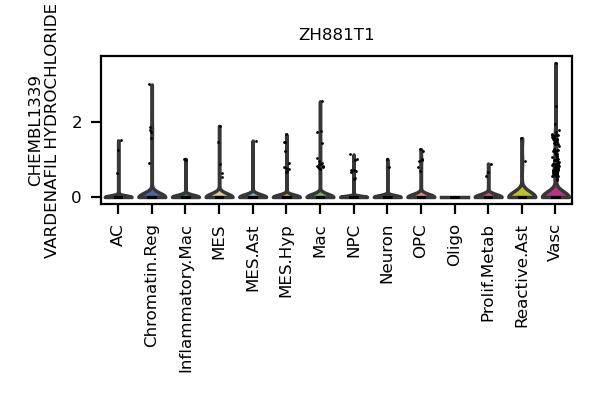 ZH881T1
CHEMBL1339
VARDENAFIL HYDROCHLORIDE
2
0
AC
Chromatin.Reg
Inflammatory.Mac
MES
MES.Ast
MES.Hyp
Mac
NPC
Neuron
OPC
Oligo
Prolif.Metab
Reactive.Ast
Vasc